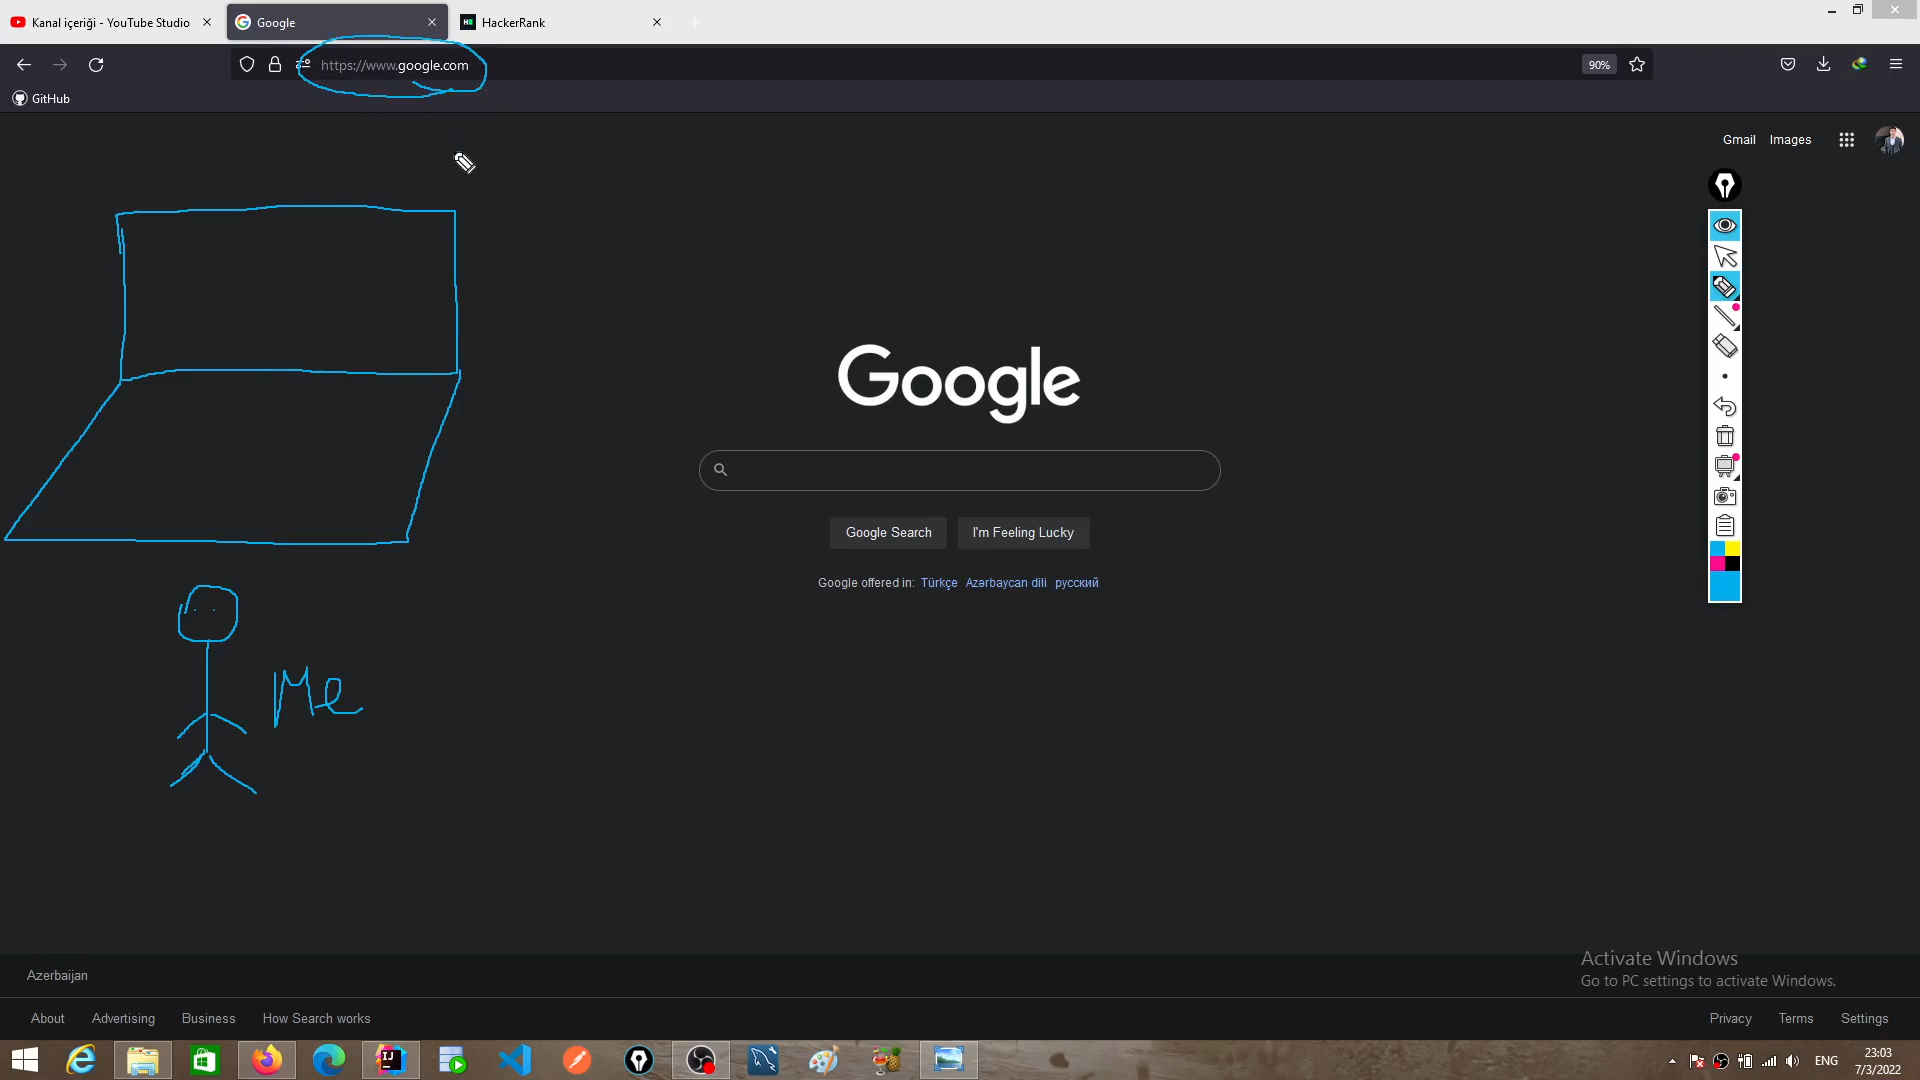 Kanal içeriği - YouTube Studio
Google
HackerRank
https://www.google.com
90%
GitHub
Gmail Images
Google
Google Search
I'm Feeling Lucky
Google offered in: Türkçe Azərbaycan dili русский
Me
Activate Windows
Go to PC settings to activate Windows.
Azerbaijan
About Advertising Business How Search works
Privacy Terms Settings
IJ
ENG
23:03
7/3/2022